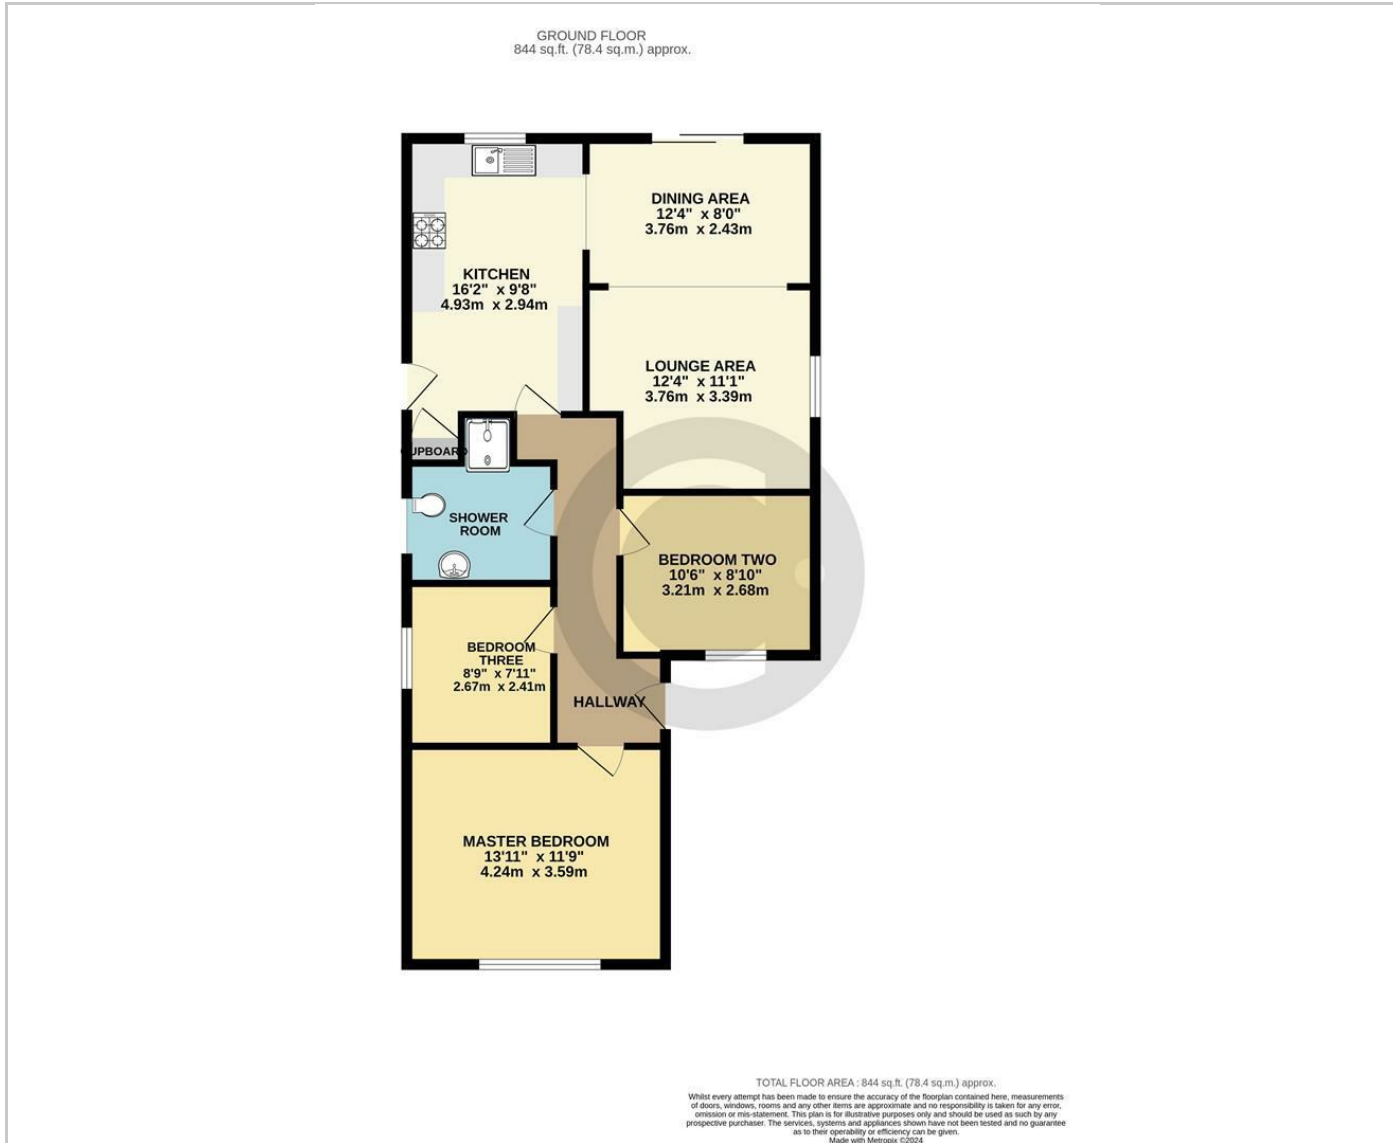 GROUND FLOOR
844 sq.ft. (78.4 sq.m.) approx.
DINING AREA
12'4" x 8'0"
3.76m x 2.43m
KITCHEN
16'2" x 9'8"
4.93m x 2.94m
LOUNGE AREA
12'4" x 11'1"
3.76m x 3.39m
CUPBOARD
SHOWER
ROOM
BEDROOM TWO
10'6" x 8'10"
3.21m x 2.68m
BEDROOM
THREE
8'9" x 7'11"
2.67m x 2.41m
HALLWAY
MASTER BEDROOM
13'11" x 11'9"
4.24m x 3.59m
TOTAL FLOOR AREA : 844 sq.ft. (78.4 sq.m.) approx.
Whilst every attempt has been made to ensure the accuracy of the floorplan contained here, measurements
of doors, windows, rooms and any other items are approximate and no responsibility is taken for any error,
omission or mis-statement. This plan is for illustrative purposes only and should be used as such by any
prospective purchaser. The services, systems and appliances shown have not been tested and no guarantee
as to their operability or efficiency can be given.
Made with Metropix ©2024